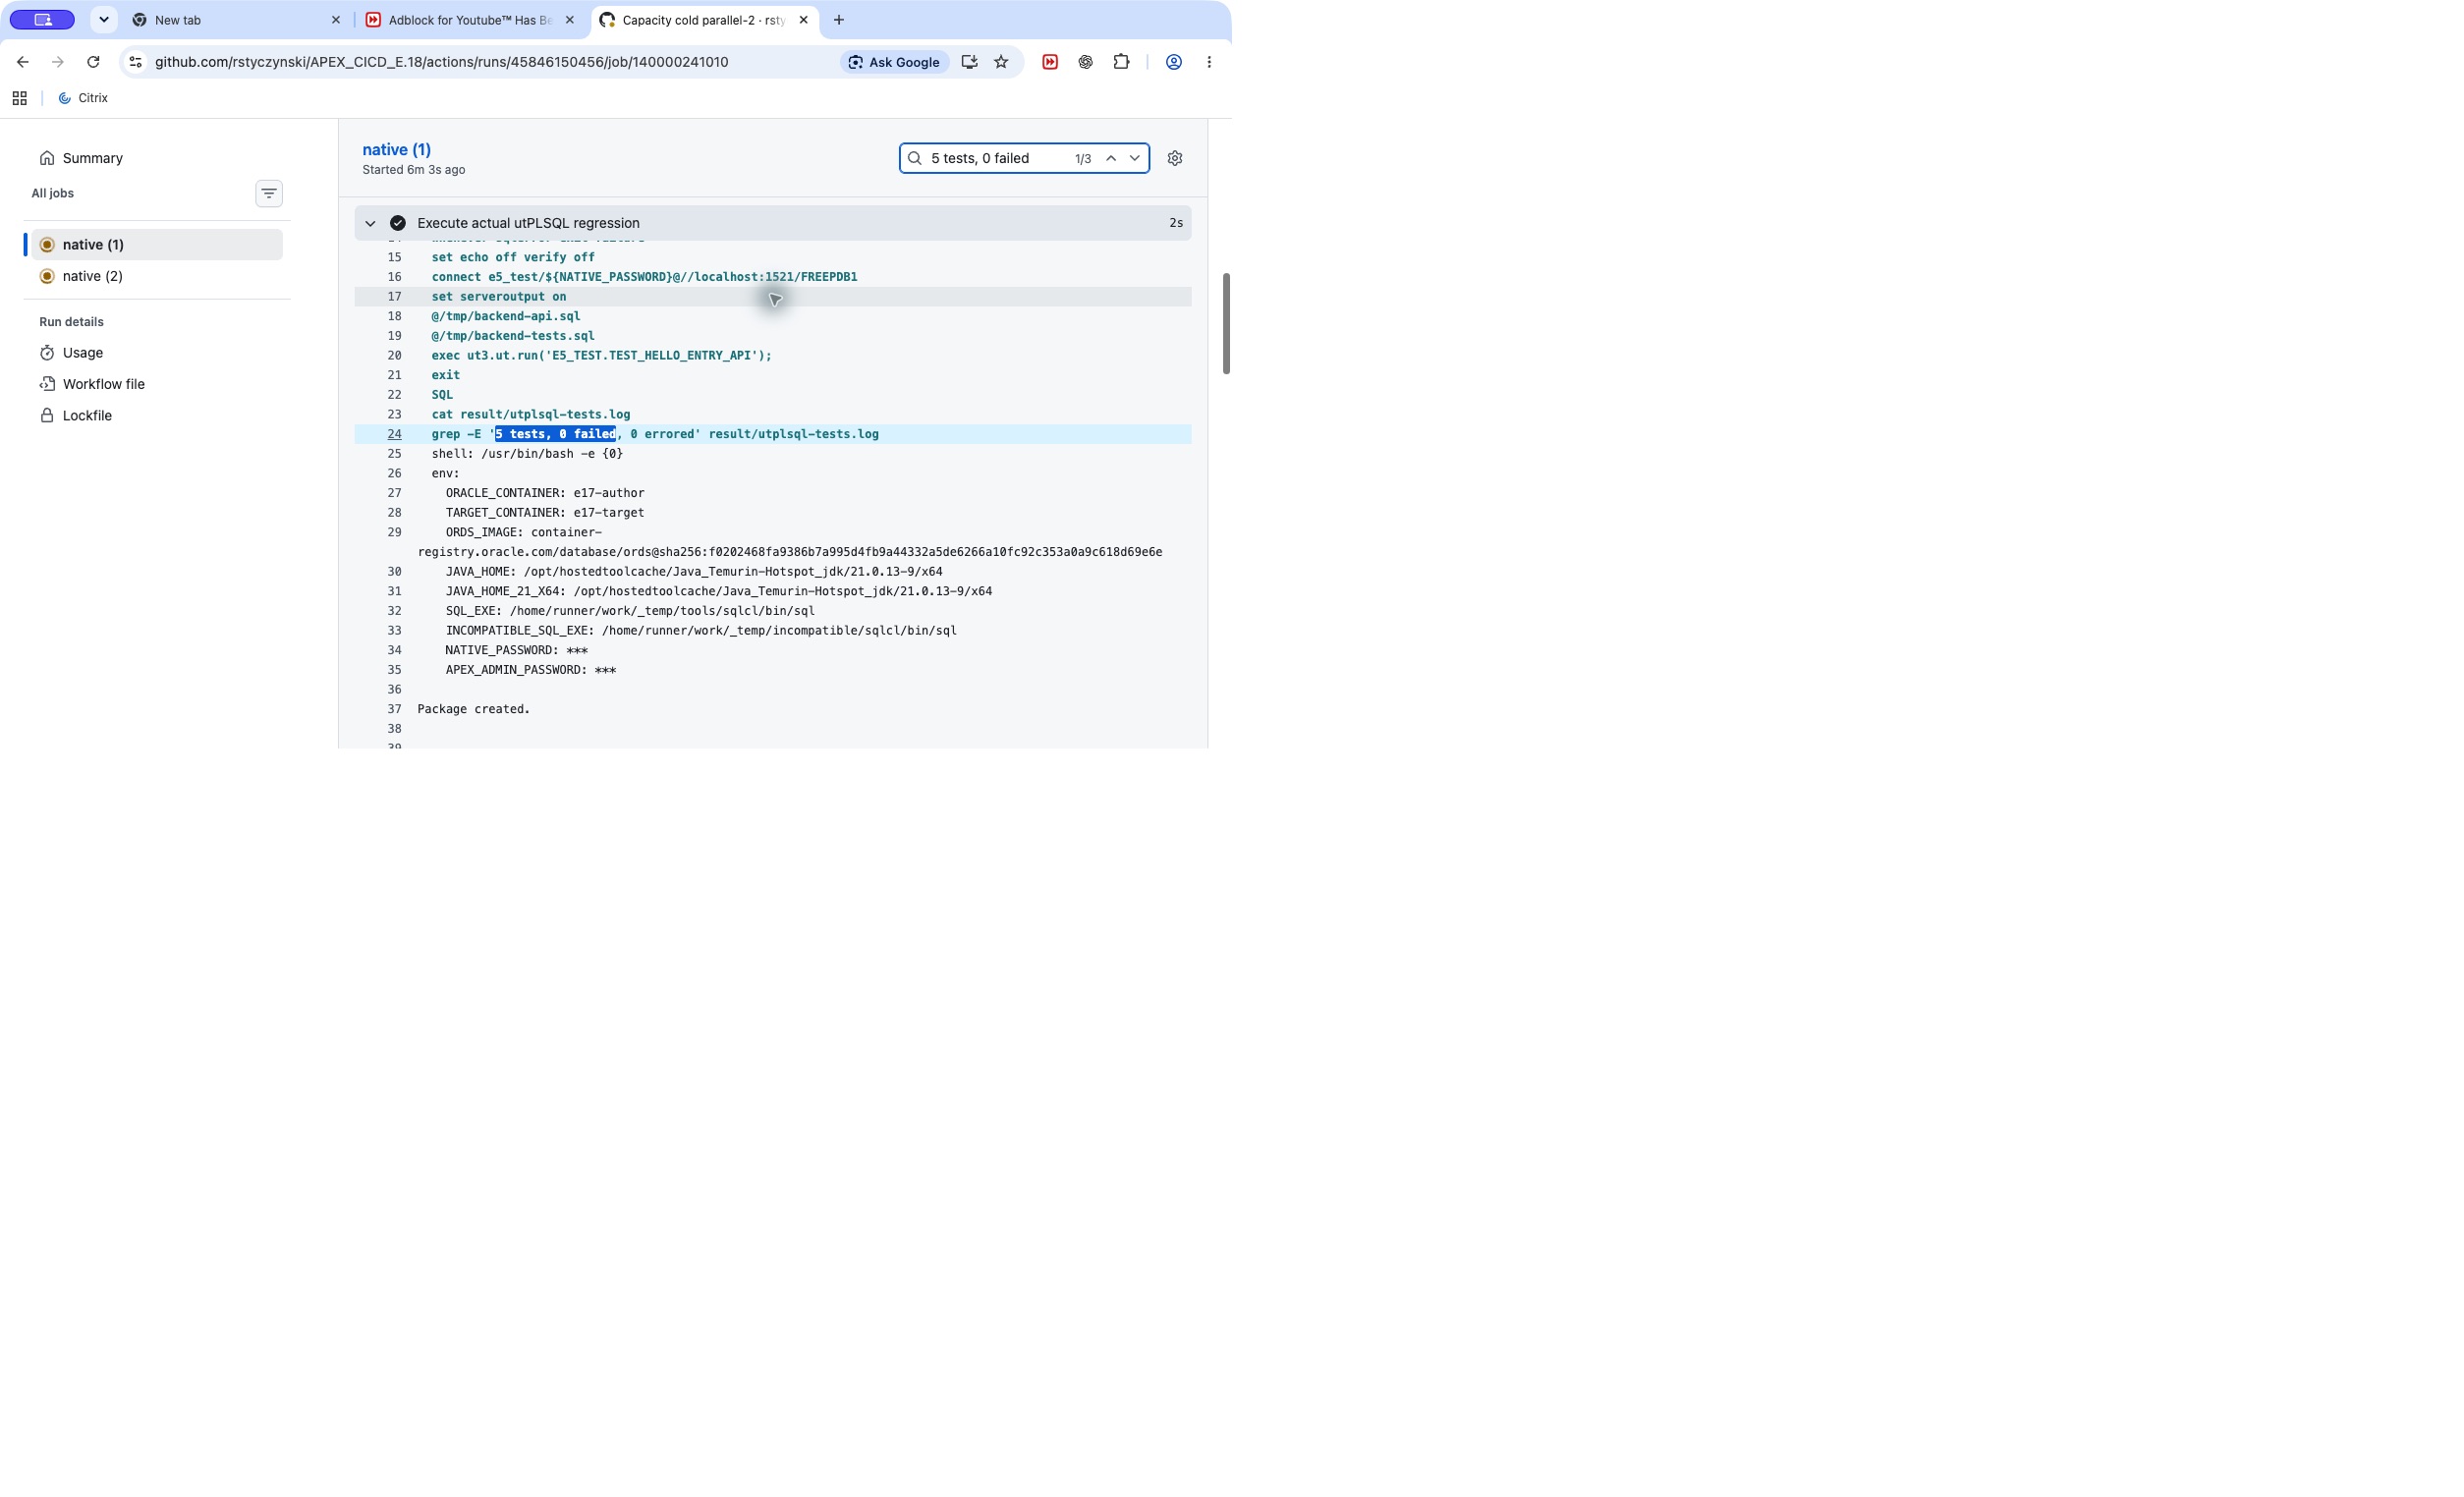 New tab
Adblock for Youtube™ Has Be
Capacity cold parallel-2 · rsty
github.com/rstyczynski/APEX_CICD_E.18/actions/runs/45846150456/job/140000241010
Ask Google
Citrix
Summary
All jobs
native (1)
native (2)
Run details
Usage
Workflow file
Lockfile
native (1)
Started 6m 3s ago
5 tests, 0 failed 1/3
Execute actual utPLSQL regression 2s
15 set echo off verify off
16 connect e5_test/${NATIVE_PASSWORD}@//localhost:1521/FREEPDB1
17 set serveroutput on
18 @/tmp/backend-api.sql
19 @/tmp/backend-tests.sql
20 exec ut3.ut.run('E5_TEST.TEST_HELLO_ENTRY_API');
21 exit
22 SQL
23 cat result/utplsql-tests.log
24 grep -E '5 tests, 0 failed, 0 errored' result/utplsql-tests.log
25 shell: /usr/bin/bash -e {0}
26 env:
27 ORACLE_CONTAINER: e17-author
28 TARGET_CONTAINER: e17-target
29 ORDS_IMAGE: container-
registry.oracle.com/database/ords@sha256:f0202468fa9386b7a995d4fb9a44332a5de6266a10fc92c353a0a9c618d69e6e
30 JAVA_HOME: /opt/hostedtoolcache/Java_Temurin-Hotspot_jdk/21.0.13-9/x64
31 JAVA_HOME_21_X64: /opt/hostedtoolcache/Java_Temurin-Hotspot_jdk/21.0.13-9/x64
32 SQL_EXE: /home/runner/work/_temp/tools/sqlcl/bin/sql
33 INCOMPATIBLE_SQL_EXE: /home/runner/work/_temp/incompatible/sqlcl/bin/sql
34 NATIVE_PASSWORD: ***
35 APEX_ADMIN_PASSWORD: ***
36
37 Package created.
38
39